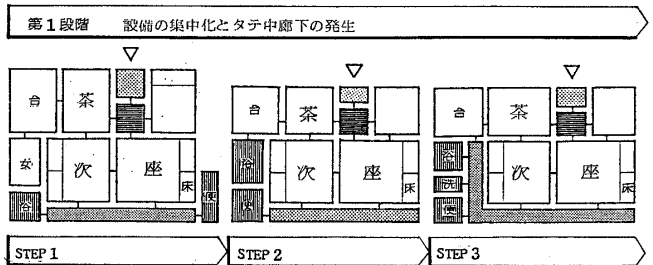 第1段階 設備の集中化とタテ中廊下の発生
台 茶
女 次 座 床 便
浴
台 茶
浴 次 座 床
便
台 茶
浴 次 座 床
洗
便
STEP 1 STEP 2 STEP 3